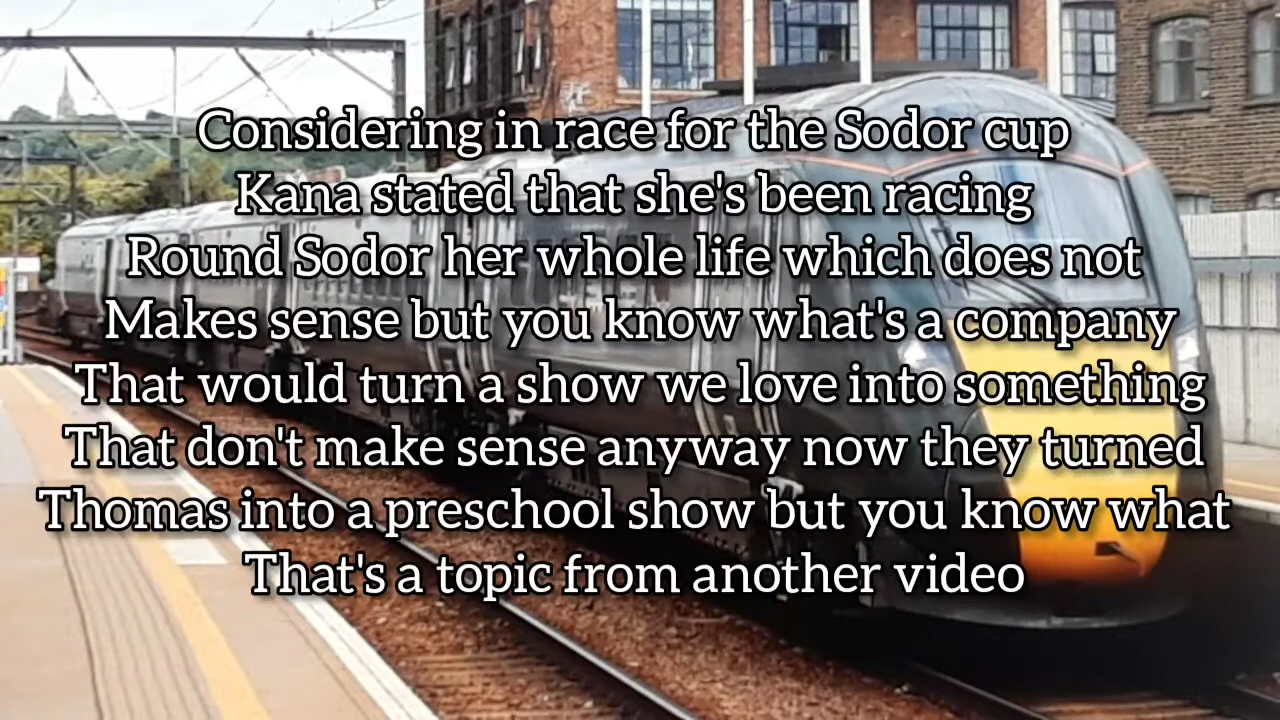 Considering in race for the Sodor cup
Kana stated that she's been racing
Round Sodor her whole life which does not
Makes sense but you know what's a company
That would turn a show we love into something
That don't make sense anyway now they turned
Thomas into a preschool show but you know what
That's a topic from another video